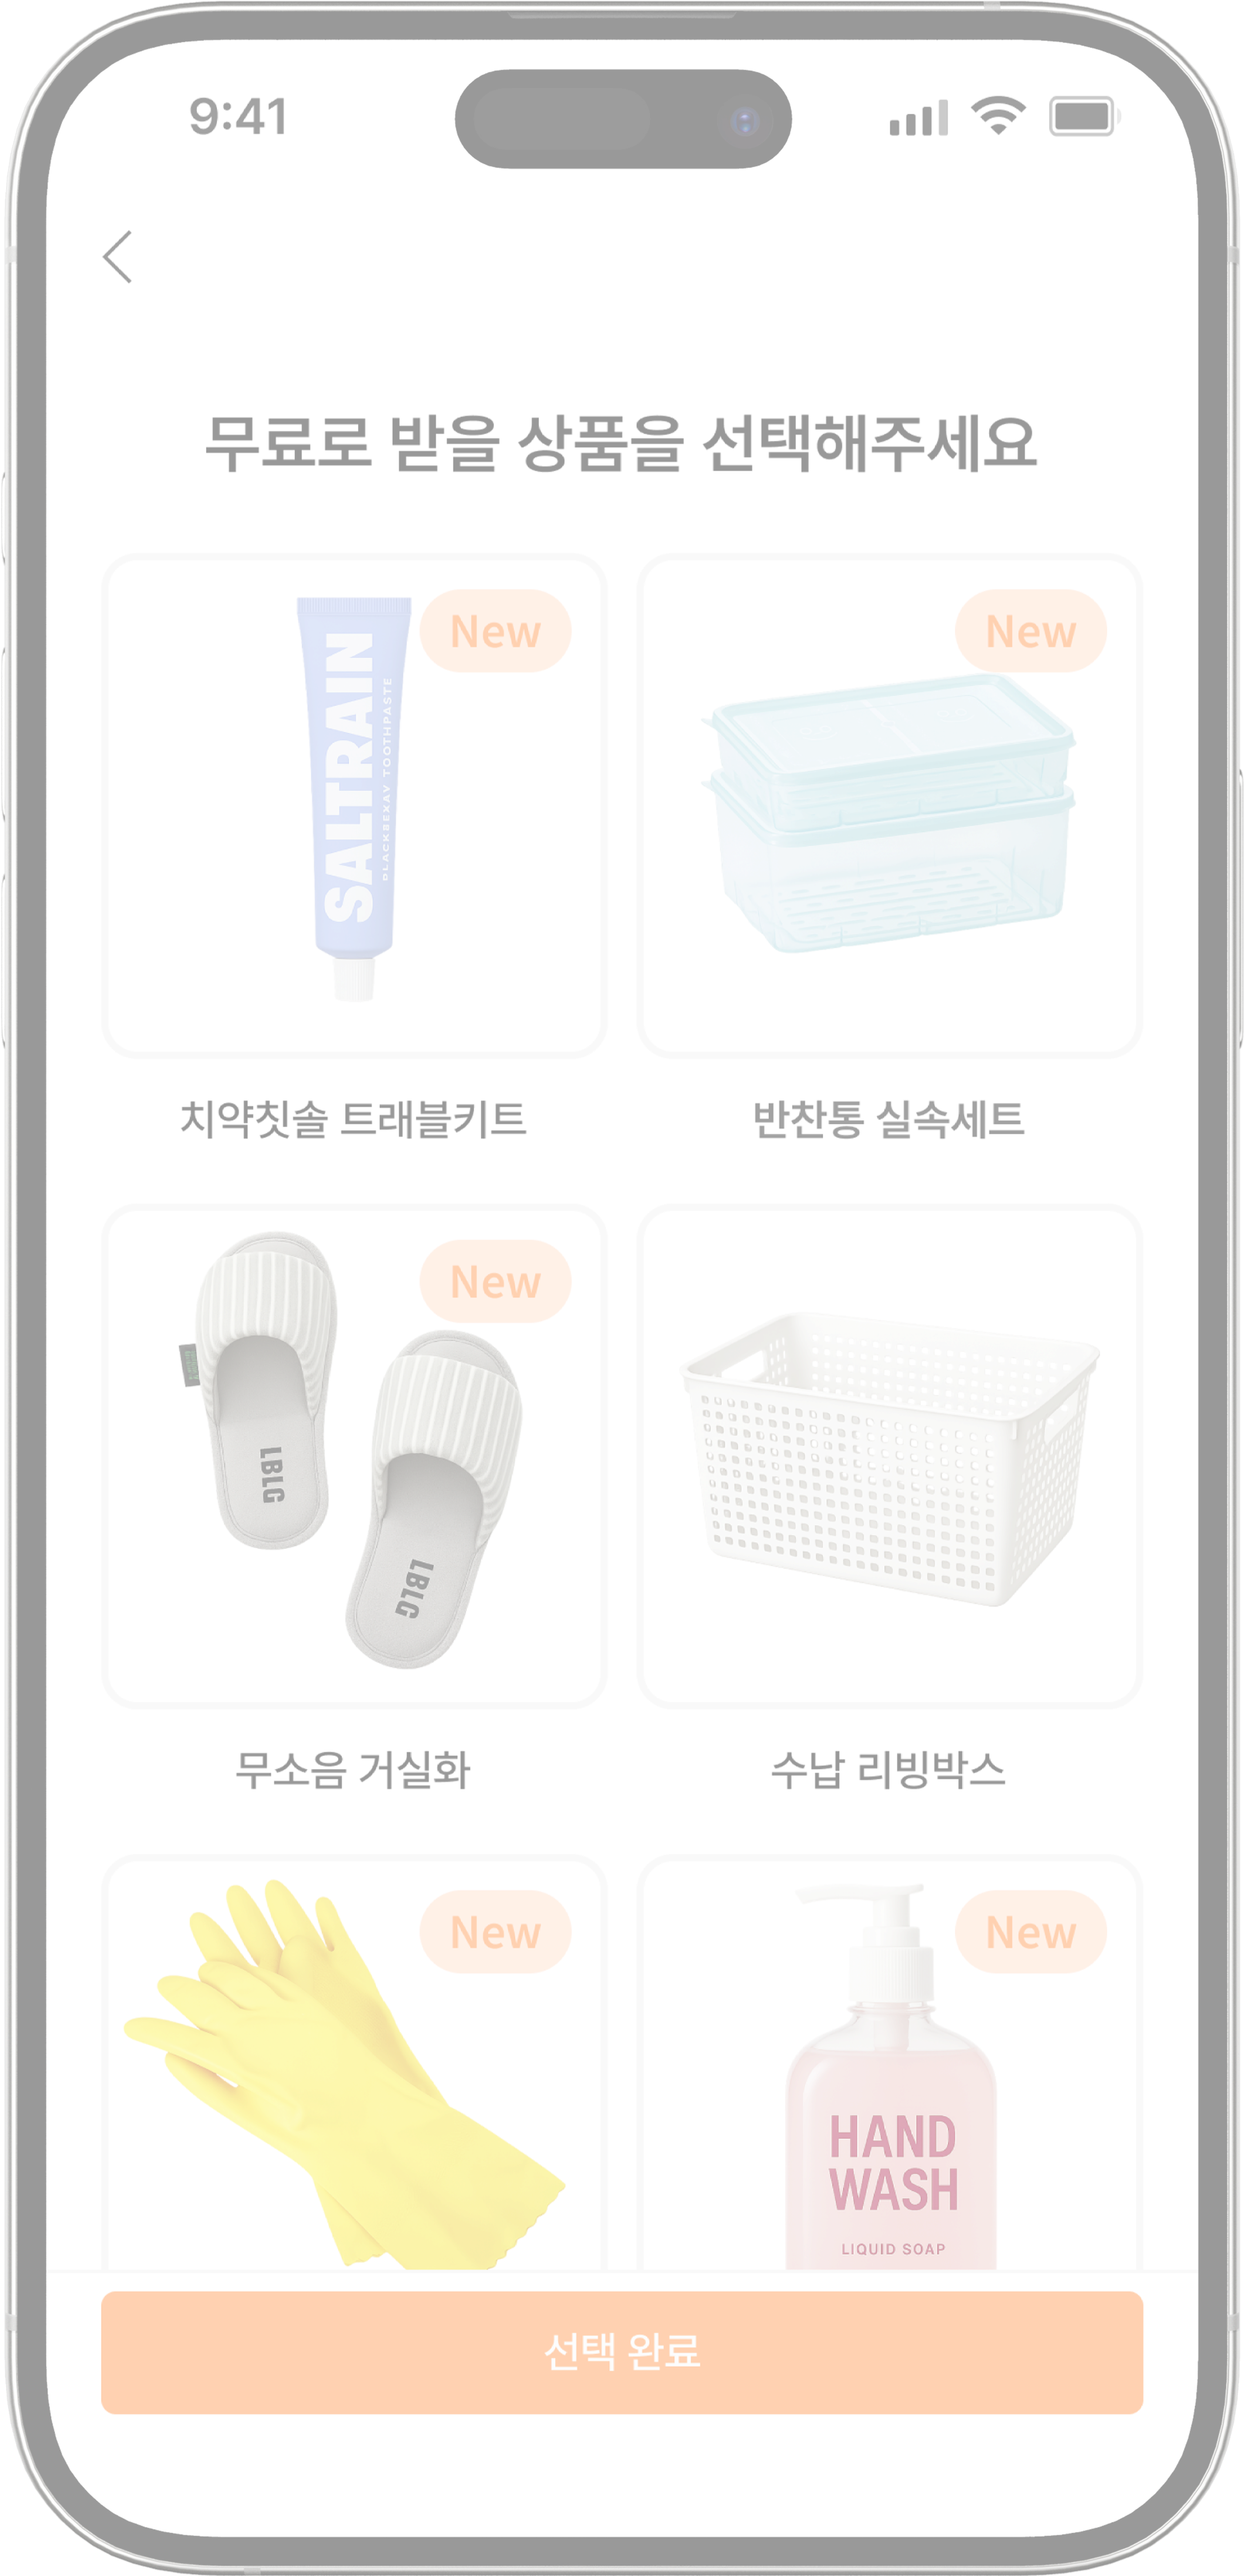 9:41
무료로 받을 상품을 선택해주세요
New
SALTRAIN
TOOTHPASTE
New
치약칫솔 트래블키트
반찬통 실속세트
New
LBLG
LBLG
무소음 거실화
수납 리빙박스
New
New
HAND
WASH
LIQUID SOAP
선택 완료